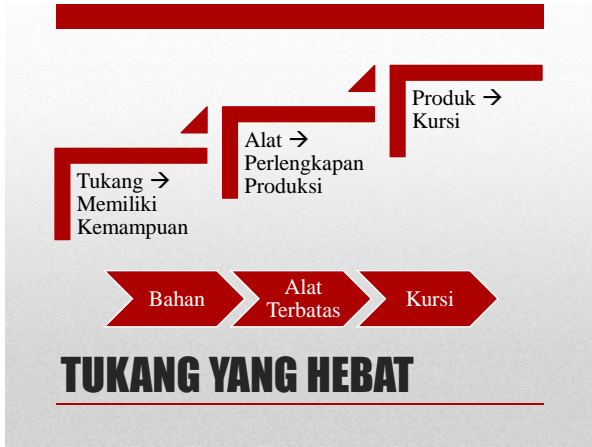 Tukang →
Memiliki
Kemampuan
Alat →
Perlengkapan
Produksi
Produk →
Kursi
Bahan
Alat
Terbatas
Kursi
TUKANG YANG HEBAT